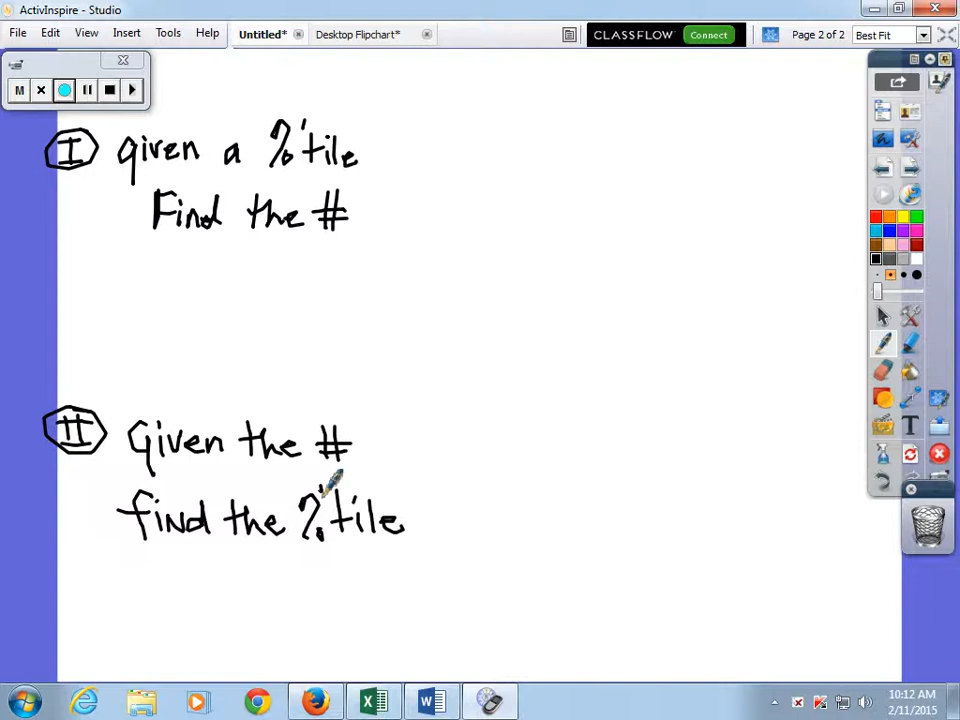 ActivInspire - Studio
File Edit View Insert Tools Help Untitled* Desktop Flipchart* CLASSFLOW Connect Page 2 of 2 Best Fit
M
I given a %'tile
Find the #
II Given the #
find the %'tile
T
W
10:12 AM
2/11/2015